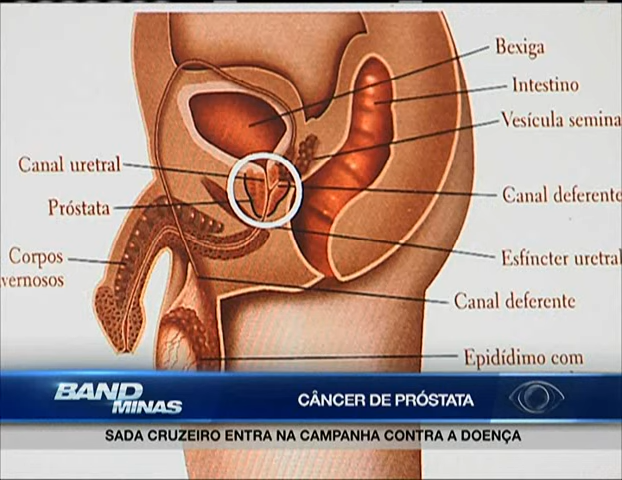 Bexiga
Intestino
Vesícula semina
Canal uretral
Canal deferente
Próstata
Corpos
vernosos
Esfíncter uretral
Canal deferente
Epidídimo com
BAND
MINAS
CÂNCER DE PRÓSTATA
SADA CRUZEIRO ENTRA NA CAMPANHA CONTRA A DOENÇA